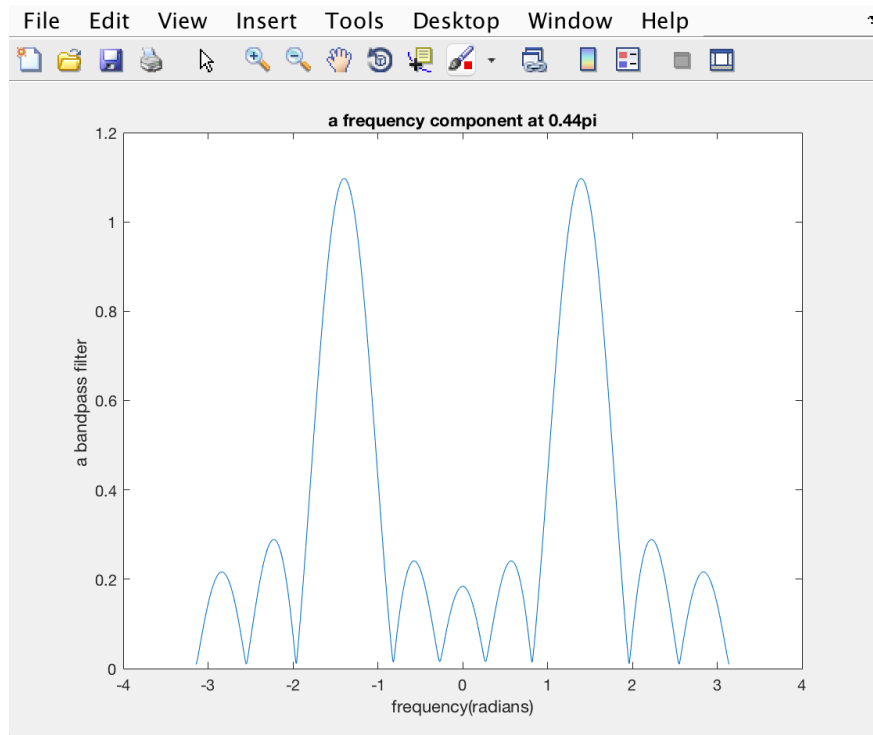 File Edit View Insert Tools Desktop Window Help
a frequency component at 0.44pi
1.2
1
0.8
0.6
0.4
0.2
0
a bandpass filter
-4 -3 -2 -1 0 1 2 3 4
frequency(radians)